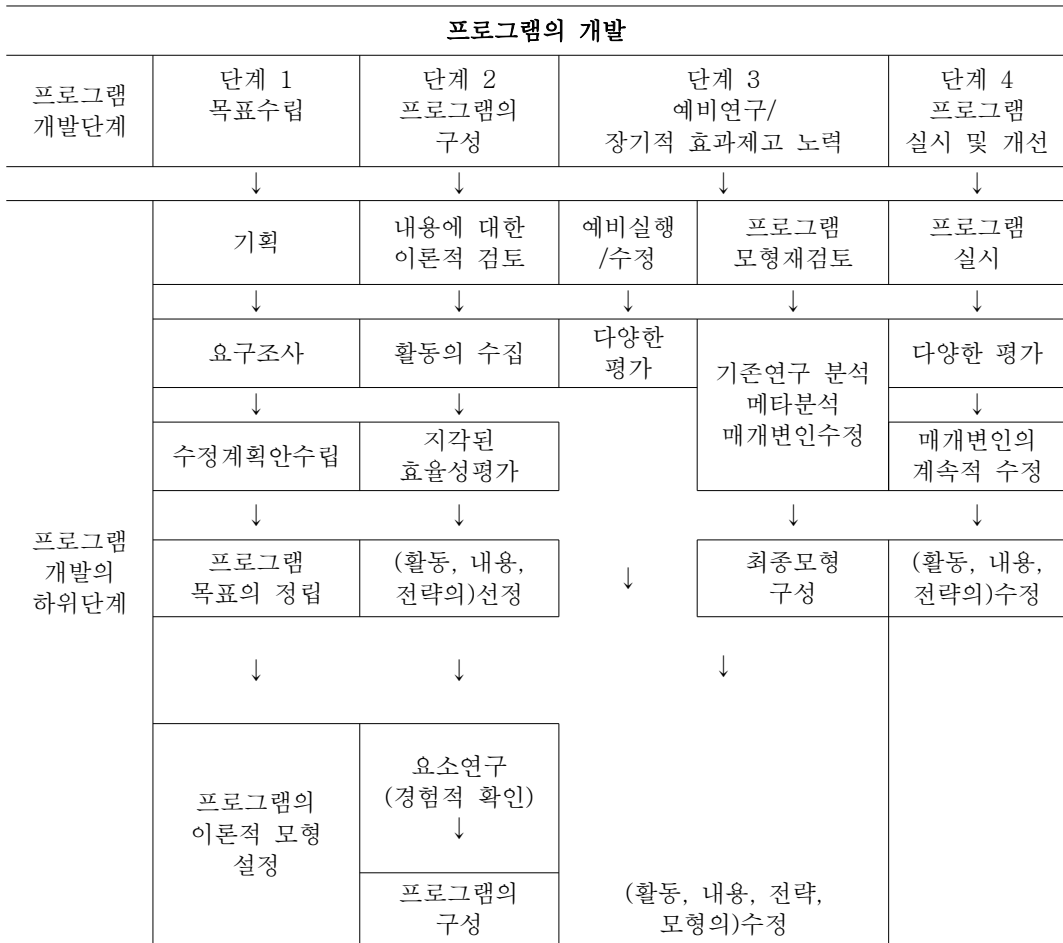 프로그램의 개발
프로그램
개발단계
단계 1
목표수립
단계 2
프로그램의
구성
단계 3
예비연구/
장기적 효과제고 노력
단계 4
프로그램
실시 및 개선
↓ ↓ ↓ ↓
프로그램
개발의
하위단계
기획
내용에 대한
이론적 검토
예비실행
/수정
프로그램
모형재검토
프로그램
실시
↓ ↓ ↓ ↓ ↓
요구조사
활동의 수집
다양한
평가
기존연구 분석
메타분석
매개변인수정
다양한 평가
↓ ↓ ↓
수정계획안수립
지각된
효율성평가
매개변인의
계속적 수정
↓ ↓ ↓ ↓
프로그램
목표의 정립
(활동, 내용,
전략의)선정
↓
최종모형
구성
(활동, 내용,
전략의)수정
↓ ↓ ↓
프로그램의
이론적 모형
설정
요소연구
(경험적 확인)
↓
프로그램의
구성
(활동, 내용, 전략,
모형의)수정